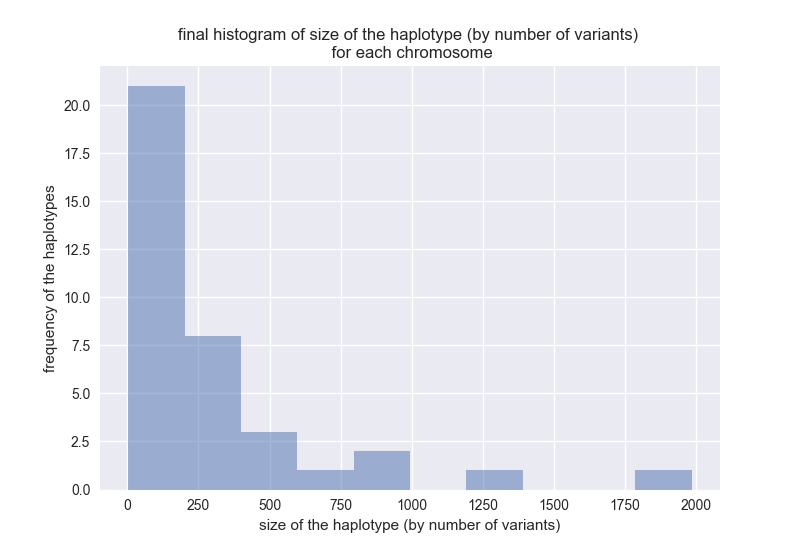 final histogram of size of the haplotype (by number of variants)
for each chromosome
20.0
17.5
15.0
12.5
10.0
7.5
5.0
2.5
0.0
frequency of the haplotypes
0 250 500 750 1000 1250 1500 1750 2000
size of the haplotype (by number of variants)